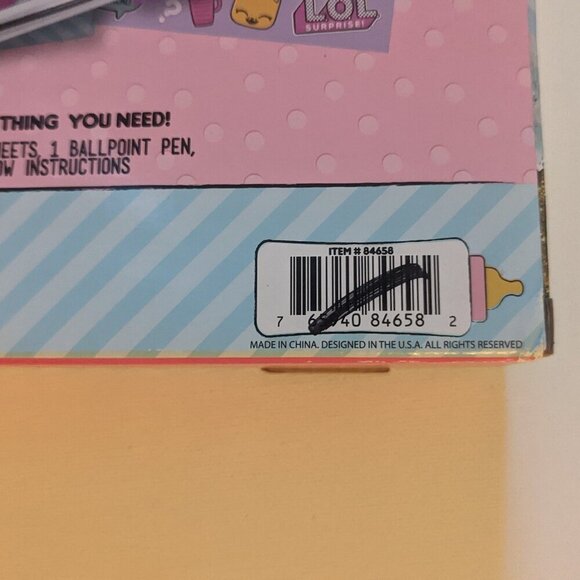 LOL
SURPRISE!
THING YOU NEED!
EETS, 1 BALLPOINT PEN,
OW INSTRUCTIONS
ITEM # 84658
7 40 84658 2
MADE IN CHINA. DESIGNED IN THE U.S.A. ALL RIGHTS RESERVED